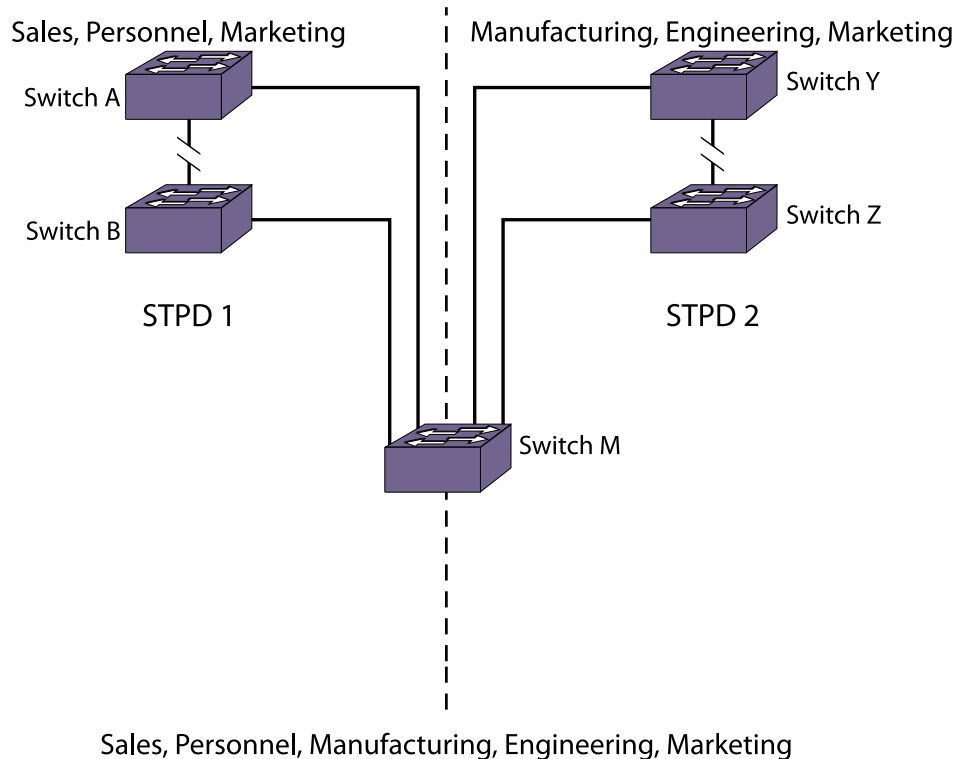 Sales, Personnel, Marketing
Manufacturing, Engineering, Marketing
Switch A
Switch Y
Switch B
Switch Z
STPD 1
STPD 2
Switch M
Sales, Personnel, Manufacturing, Engineering, Marketing